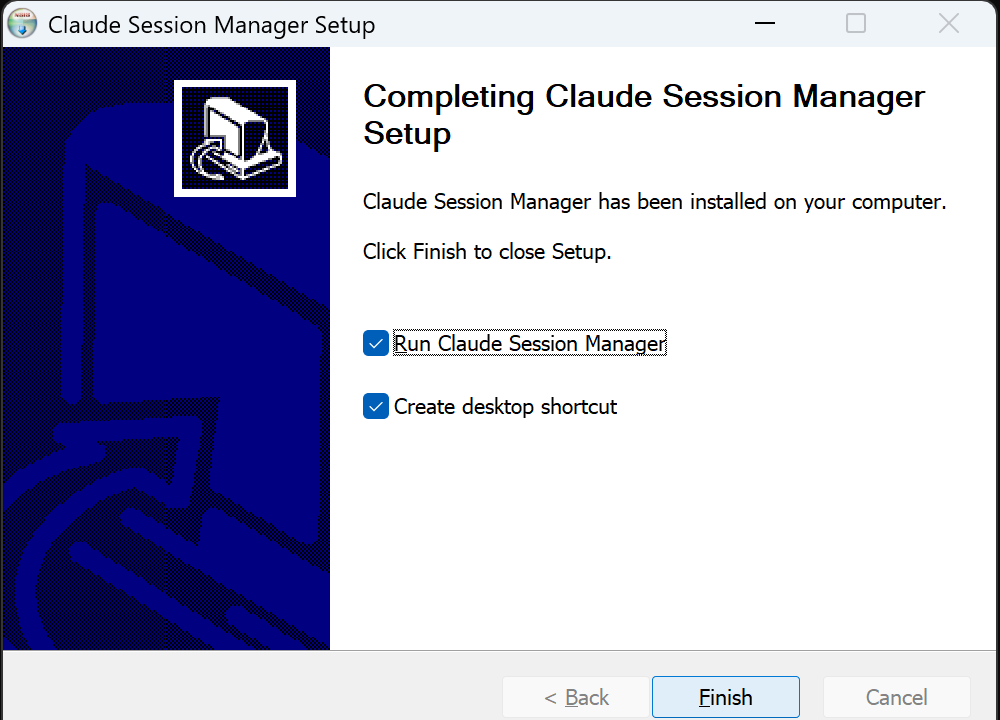 Claude Session Manager Setup
Completing Claude Session Manager
Setup
Claude Session Manager has been installed on your computer.
Click Finish to close Setup.
Run Claude Session Manager
Create desktop shortcut
< Back
Finish
Cancel